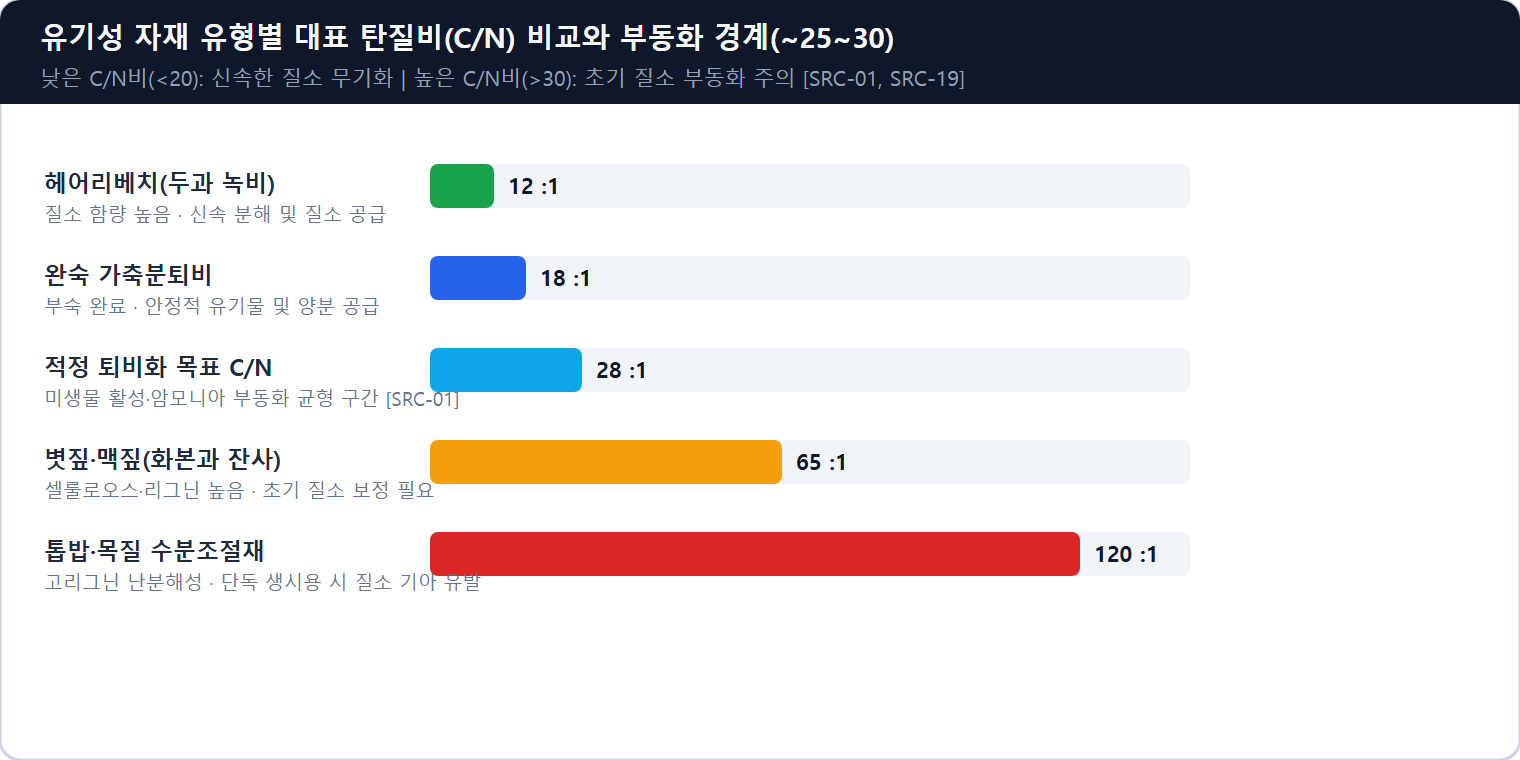 유기성 자재 유형별 대표 탄질비(C/N) 비교와 부동화 경계(~25~30)
낮은 C/N비(<20): 신속한 질소 무기화 | 높은 C/N비(>30): 초기 질소 부동화 주의 [SRC-01, SRC-19]
헤어리베치(두과 녹비)
12 :1
질소 함량 높음 · 신속 분해 및 질소 공급
완숙 가축분퇴비
18 :1
부숙 완료 · 안정적 유기물 및 양분 공급
적정 퇴비화 목표 C/N
28 :1
미생물 활성·암모니아 부동화 균형 구간 [SRC-01]
볏짚·맥짚(화본과 잔사)
65 :1
셀룰로오스·리그닌 높음 · 초기 질소 보정 필요
톱밥·목질 수분조절재
120 :1
고리그닌 난분해성 · 단독 생시용 시 질소 기아 유발